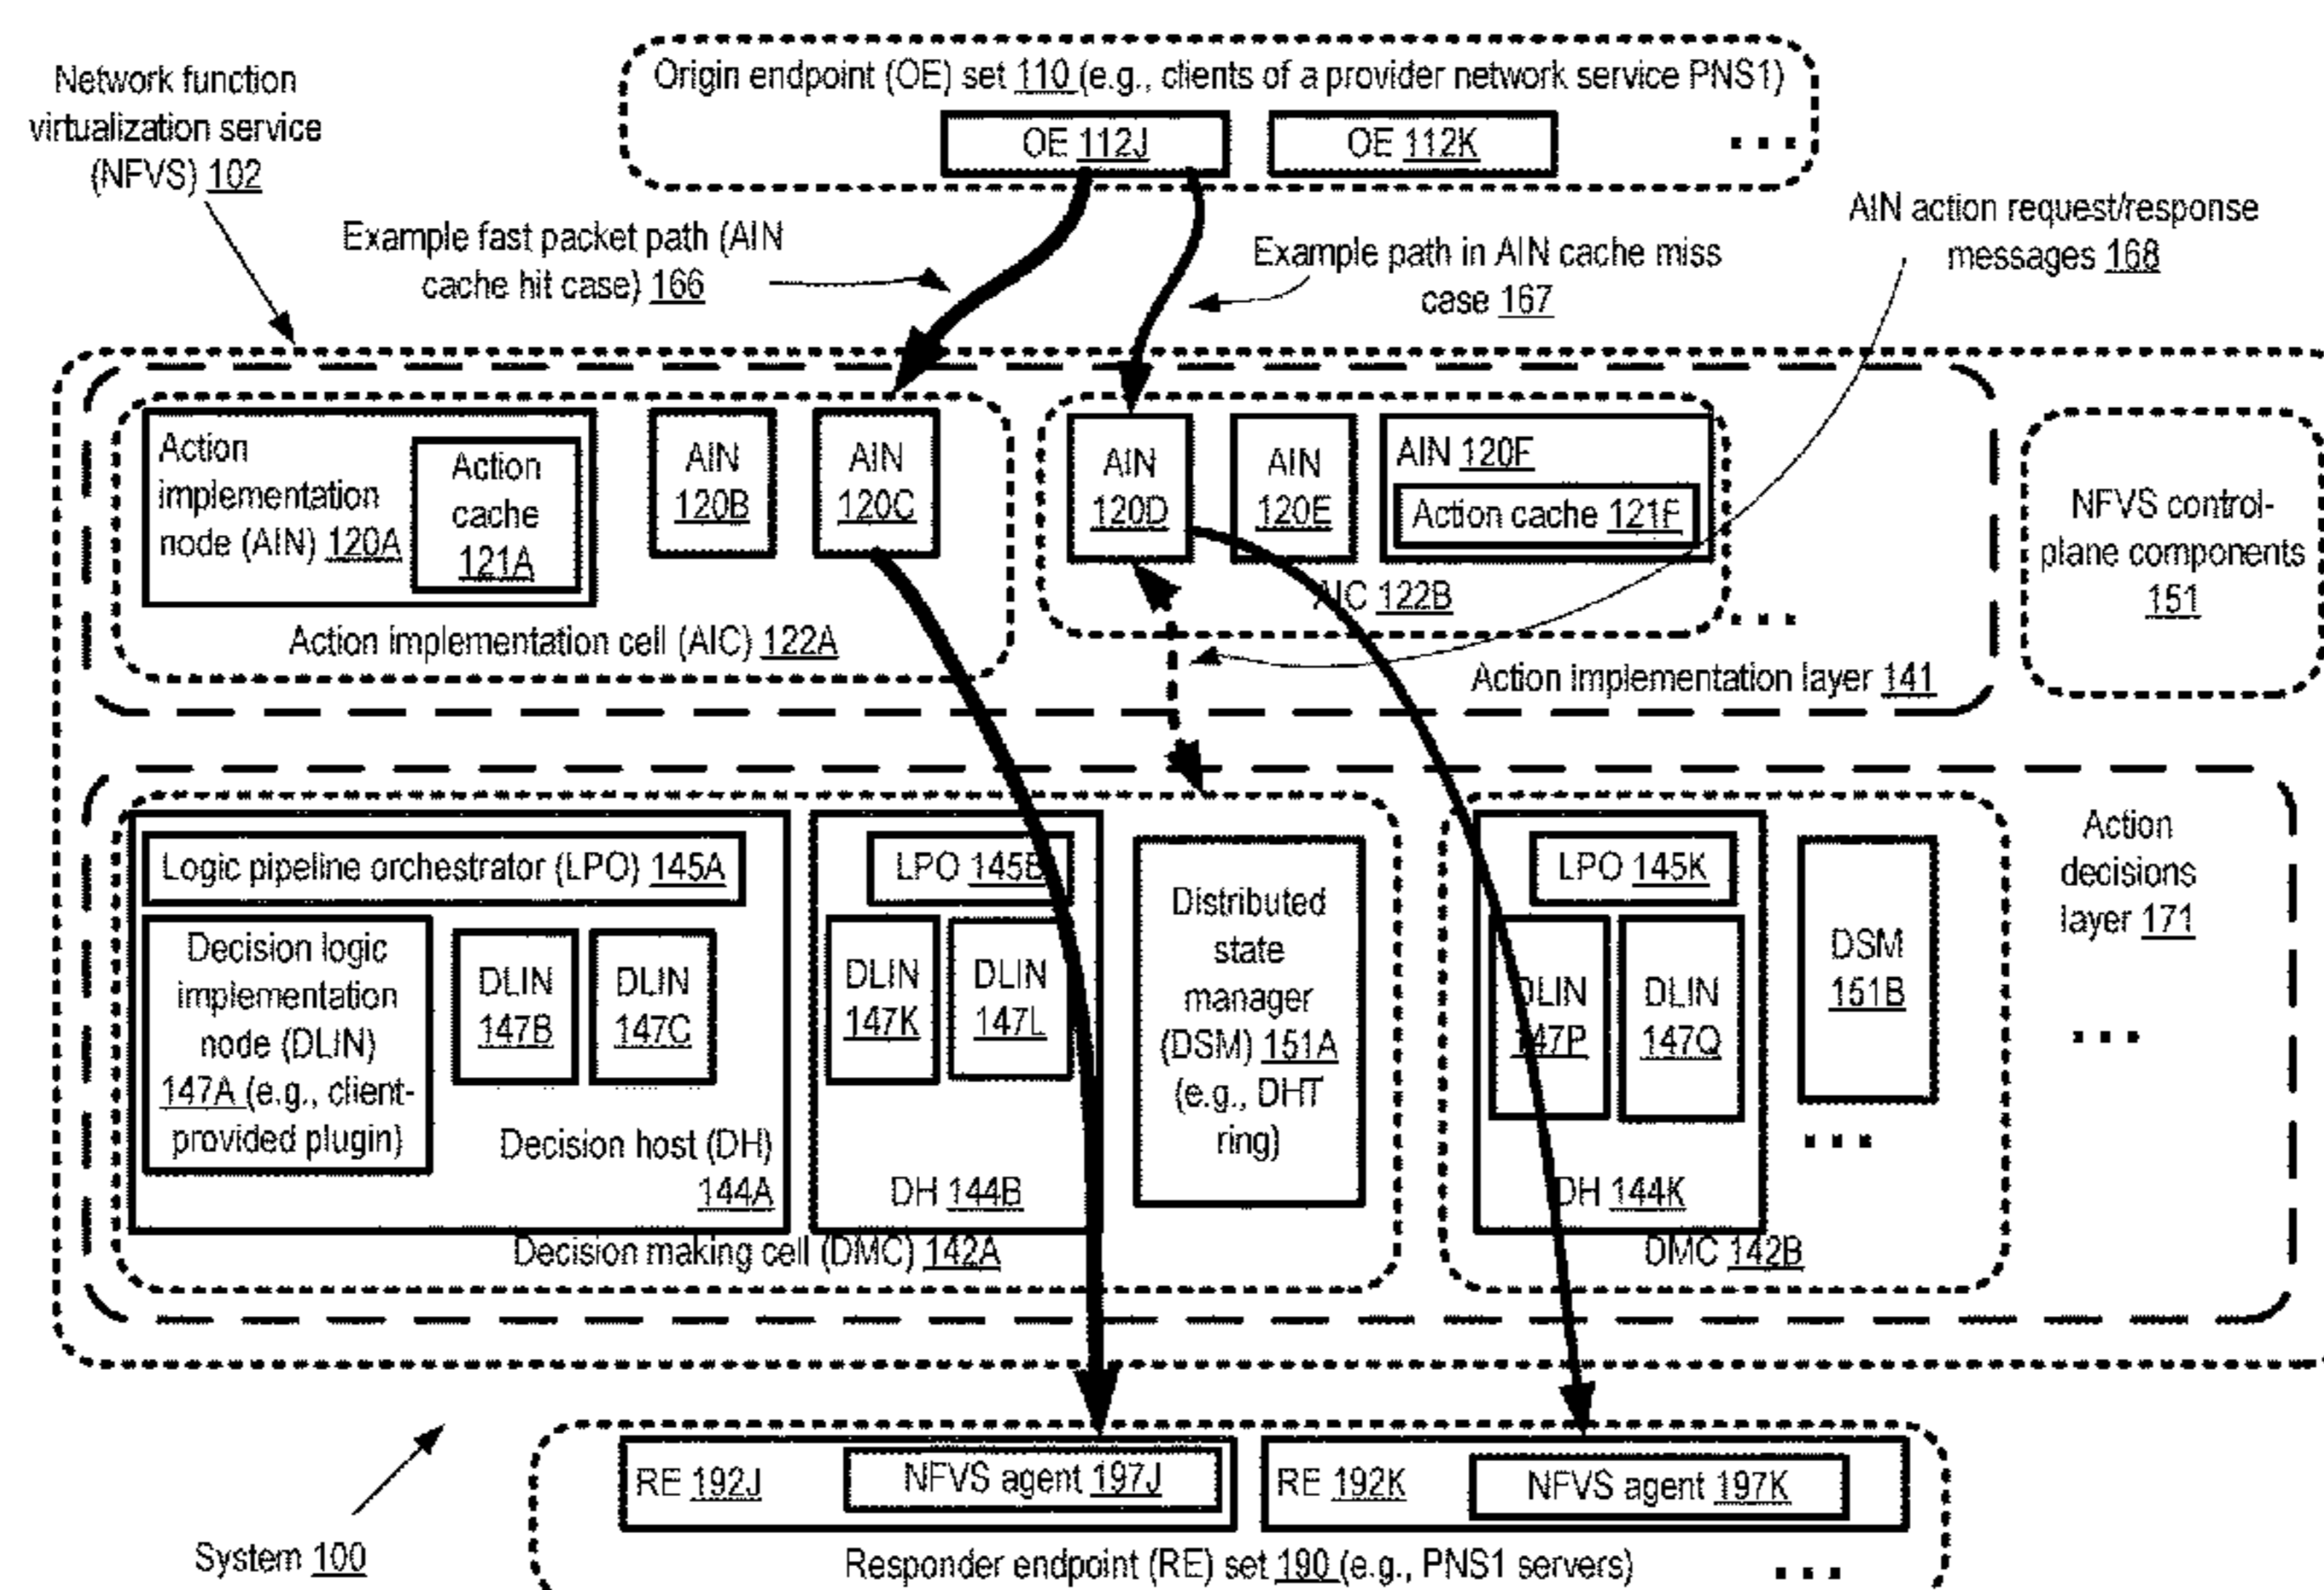 Origin endpoint (OE) set 110 (e.g., clients of a provider network service PNS1)
OE 112J
OE 112K
...
Network function
virtualization service
(NFVS) 102
Example fast packet path (AIN
cache hit case) 166
Example path in AIN cache miss
case 167
AIN action request/response
messages 168
Action
implementation
node (AIN) 120A
Action
cache
121A
AIN
120B
AIN
120C
Action implementation cell (AIC) 122A
AIN
120D
AIN
120E
AIN 120F
Action cache 121F
AIC 122B
...
Action implementation layer 141
NFVS control-
plane components
151
Logic pipeline orchestrator (LPO) 145A
Decision logic
implementation
node (DLIN)
147A (e.g., client-
provided plugin)
DLIN
147B
DLIN
147C
Decision host (DH)
144A
LPO 145B
DLIN
147K
DLIN
147L
DH 144B
Distributed
state
manager
(DSM) 151A
(e.g., DHT
ring)
Decision making cell (DMC) 142A
LPO 145K
DLIN
147P
DLIN
147Q
DH 144K
DSM
151B
...
DMC 142B
Action
decisions
layer 171
...
System 100
RE 192J
NFVS agent 197J
RE 192K
NFVS agent 197K
Responder endpoint (RE) set 190 (e.g., PNS1 servers)
...